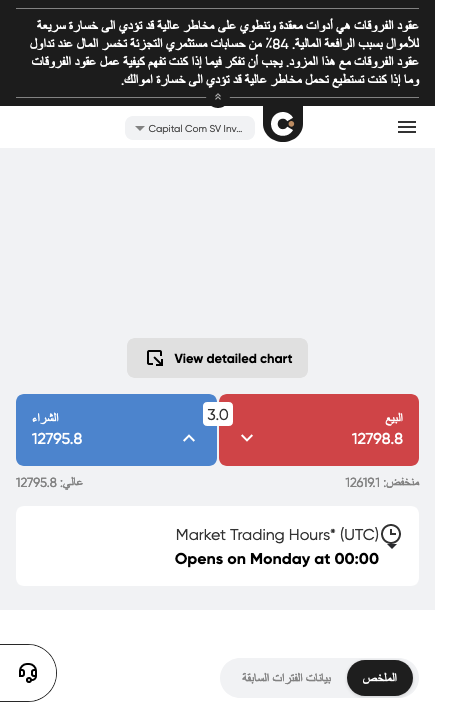 عقود الفروقات هي أدوات معقدة وتنطوي على مخاطر عالية قد تؤدي الى خسارة سريعة
للأموال بسبب الرافعة المالية. 84٪ من حسابات مستثمري التجزئة تخسر المال عند تداول
عقود الفروقات مع هذا المزود. يجب أن تفكر فيما إذا كنت تفهم كيفية عمل عقود الفروقات
وما إذا كنت تستطيع تحمل مخاطر عالية قد تؤدي الى خسارة اموالك.
Capital Com SV Inv...
View detailed chart
البيع
12798.8
3.0
الشراء
12795.8
منخفض: 12619.1
عالي: 12795.8
Market Trading Hours* (UTC)
Opens on Monday at 00:00
الملخص
بيانات الفترات السابقة